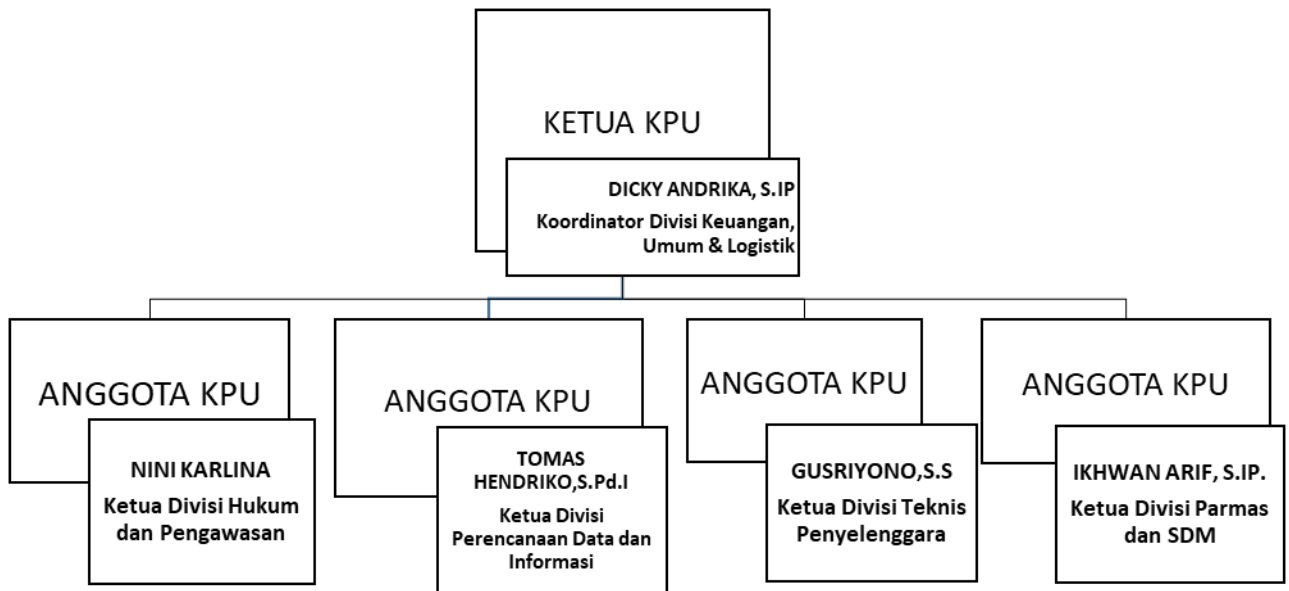 KETUA KPU
DICKY ANDRIKA, S.IP
Koordinator Divisi Keuangan,
Umum & Logistik
ANGGOTA KPU
NINI KARLINA
Ketua Divisi Hukum
dan Pengawasan
ANGGOTA KPU
TOMAS
HENDRIKO,S.Pd.I
Ketua Divisi
Perencanaan Data dan
Informasi
ANGGOTA KPU
GUSRIYONO,S.S
Ketua Divisi Teknis
Penyelenggara
ANGGOTA KPU
IKHWAN ARIF, S.IP.
Ketua Divisi Parmas
dan SDM